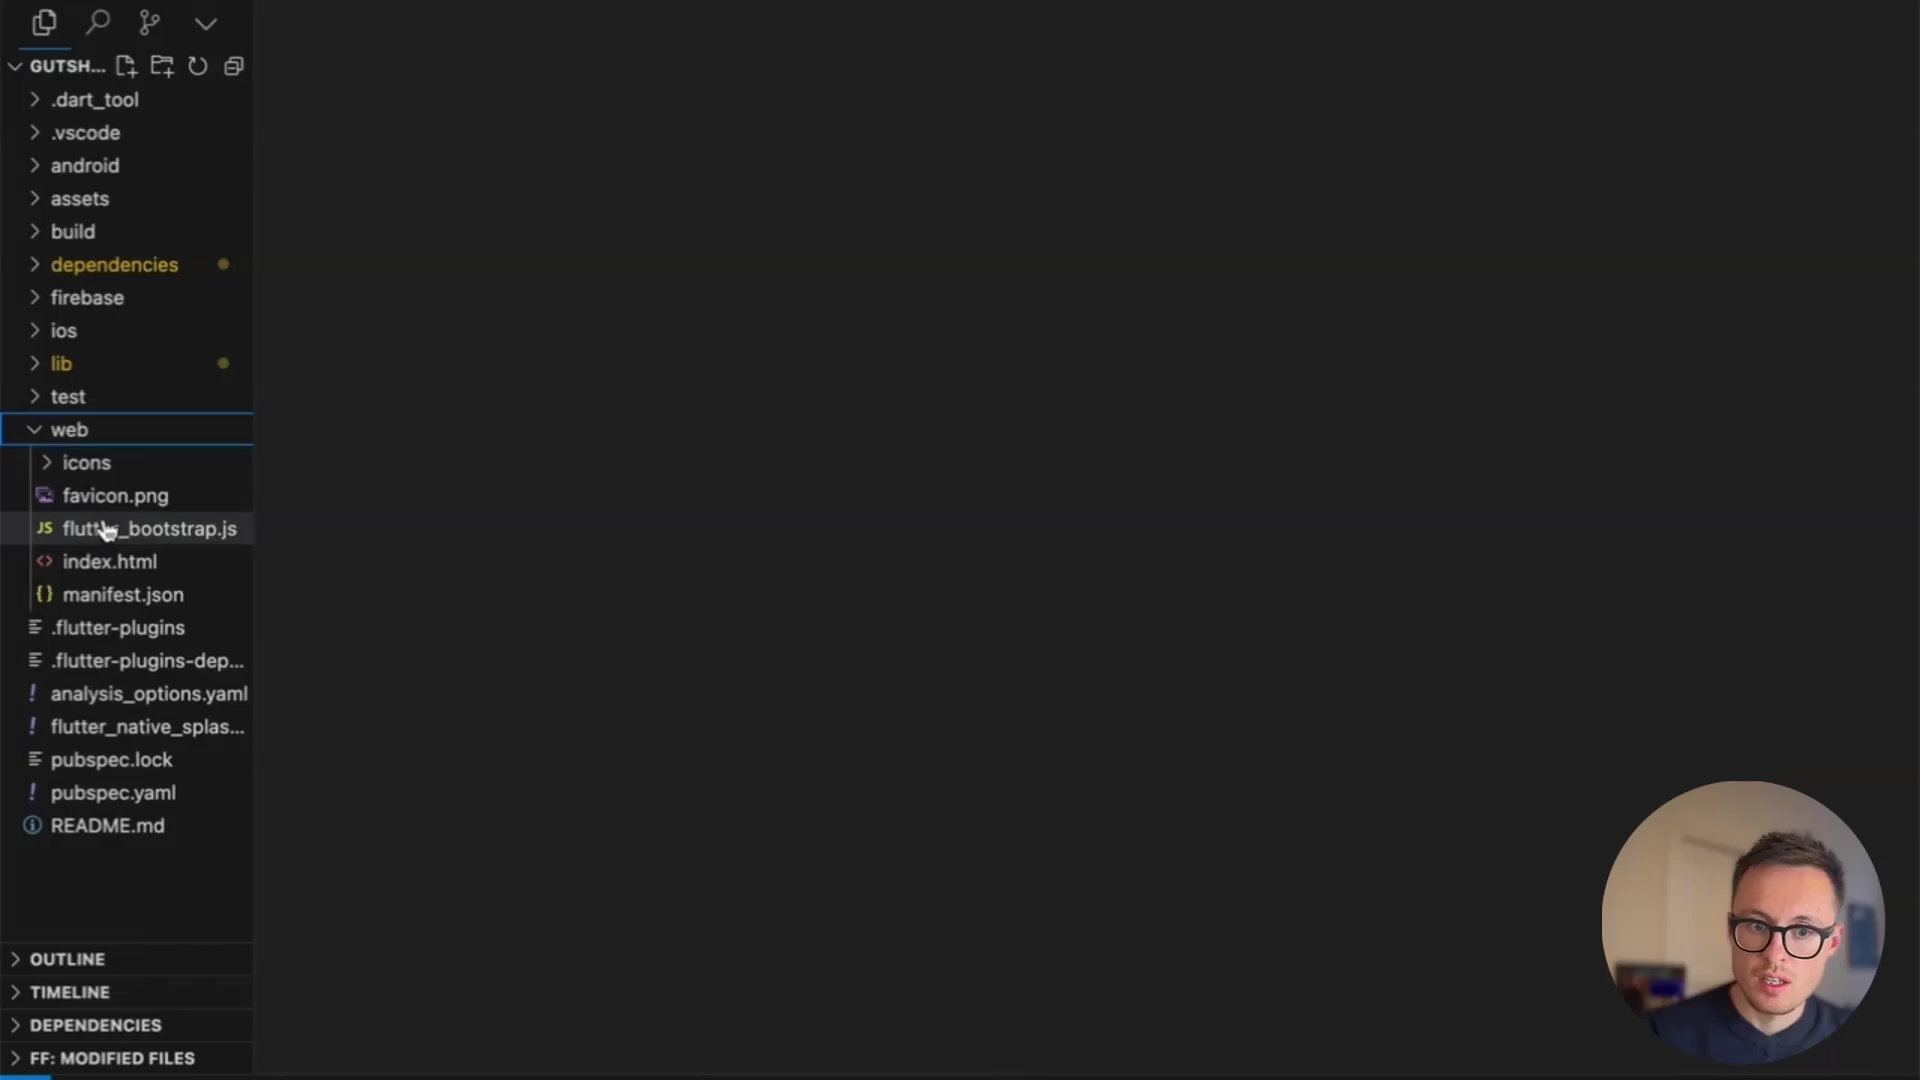 GUTSH...
.dart_tool
.vscode
android
assets
build
dependencies
firebase
ios
lib
test
web
icons
favicon.png
JS flutter_bootstrap.js
<> index.html
{} manifest.json
.flutter-plugins
.flutter-plugins-dep...
! analysis_options.yaml
! flutter_native_splas...
pubspec.lock
! pubspec.yaml
README.md
OUTLINE
TIMELINE
DEPENDENCIES
FF: MODIFIED FILES